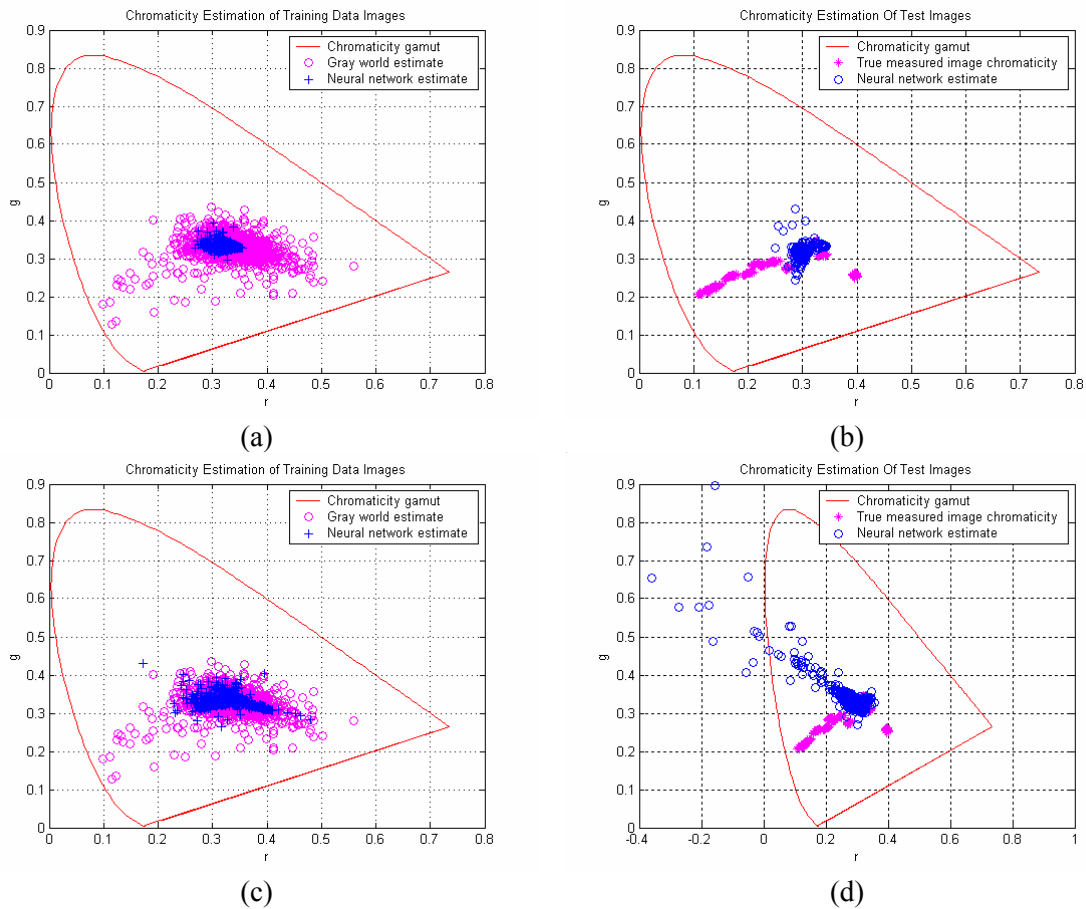 Chromaticity Estimation of Training Data Images
0.9
0.8
0.7
0.6
0.5
0.4
0.3
0.2
0.1
0
g
0 0.1 0.2 0.3 0.4 0.5 0.6 0.7 0.8
r
Chromaticity gamut
Gray world estimate
Neural network estimate
(a)
Chromaticity Estimation Of Test Images
0.9
0.8
0.7
0.6
0.5
0.4
0.3
0.2
0.1
0
g
0 0.1 0.2 0.3 0.4 0.5 0.6 0.7 0.8
r
Chromaticity gamut
True measured image chromaticity
Neural network estimate
(b)
Chromaticity Estimation of Training Data Images
0.9
0.8
0.7
0.6
0.5
0.4
0.3
0.2
0.1
0
g
0 0.1 0.2 0.3 0.4 0.5 0.6 0.7 0.8
r
Chromaticity gamut
Gray world estimate
Neural network estimate
(c)
Chromaticity Estimation Of Test Images
0.9
0.8
0.7
0.6
0.5
0.4
0.3
0.2
0.1
0
g
-0.4 -0.2 0 0.2 0.4 0.6 0.8 1
r
Chromaticity gamut
True measured image chromaticity
Neural network estimate
(d)